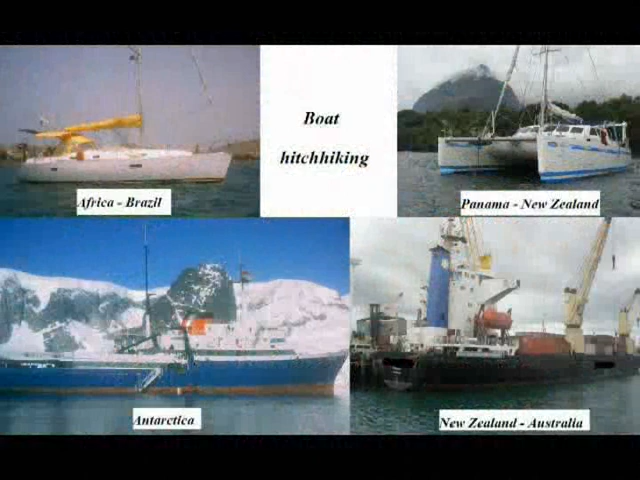 Boat
hitchhiking
Africa - Brazil
Panama - New Zealand
Antarctica
New Zealand - Australia